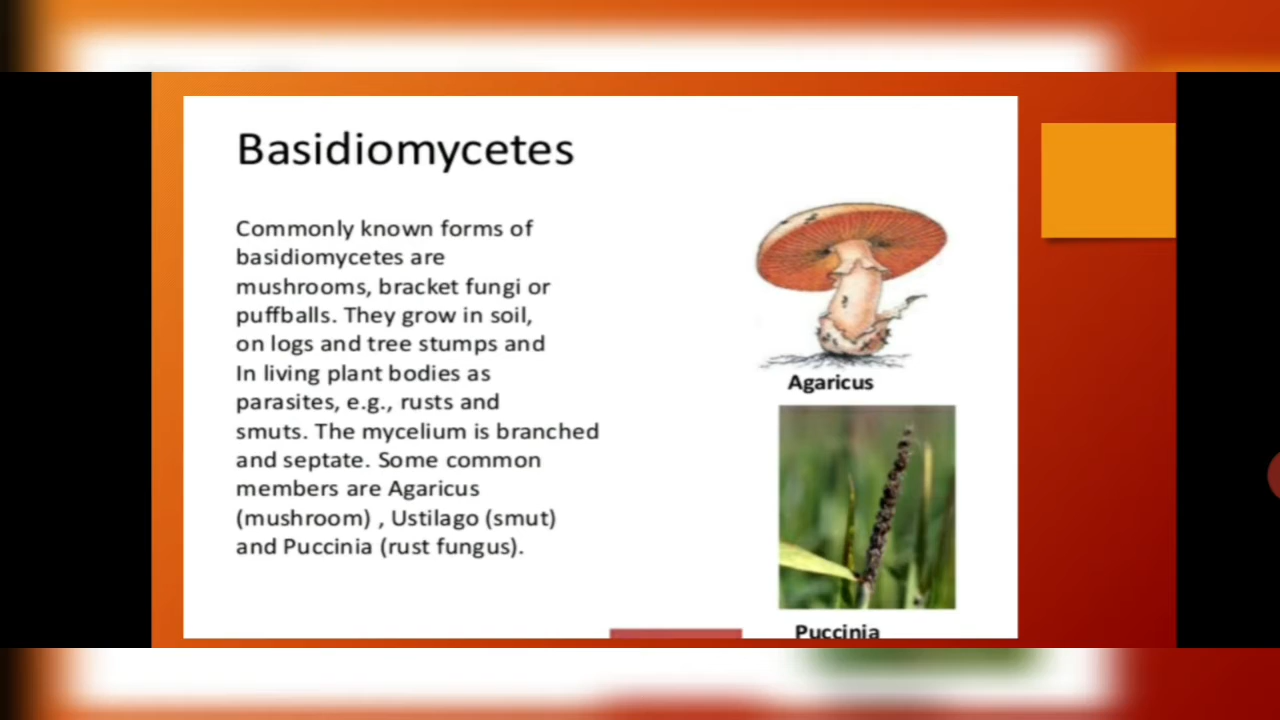 Basidiomycetes
Commonly known forms of
basidiomycetes are
mushrooms, bracket fungi or
puffballs. They grow in soil,
on logs and tree stumps and
In living plant bodies as
parasites, e.g., rusts and
smuts. The mycelium is branched
and septate. Some common
members are Agaricus
(mushroom) , Ustilago (smut)
and Puccinia (rust fungus).
Agaricus
Puccinia